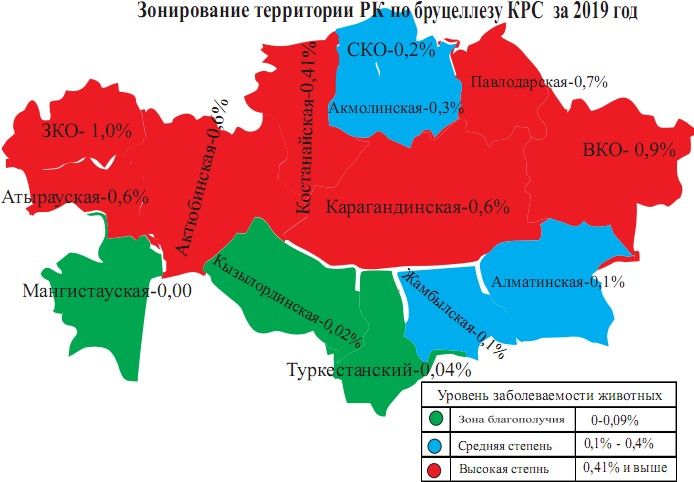 Зонирование территории РК по бруцеллезу КРС за 2019 год
СКО-0,2%
Костанайская-0,41%
Акмолинская-0,3%
Павлодарская-0,7%
ЗКО- 1,0%
Актюбинская-0,6%
ВКО- 0,9%
Атырауская-0,6%
Карагандинская-0,6%
Мангистауская-0,00
Кызылординская-0,02%
Жамбылская-0,1%
Алматинская-0,1%
Туркестанский-0,04%
Уровень заболеваемости животных
Зона благополучия 0-0,09%
Средняя степень 0,1% - 0,4%
Высокая степнь 0,41% и выше